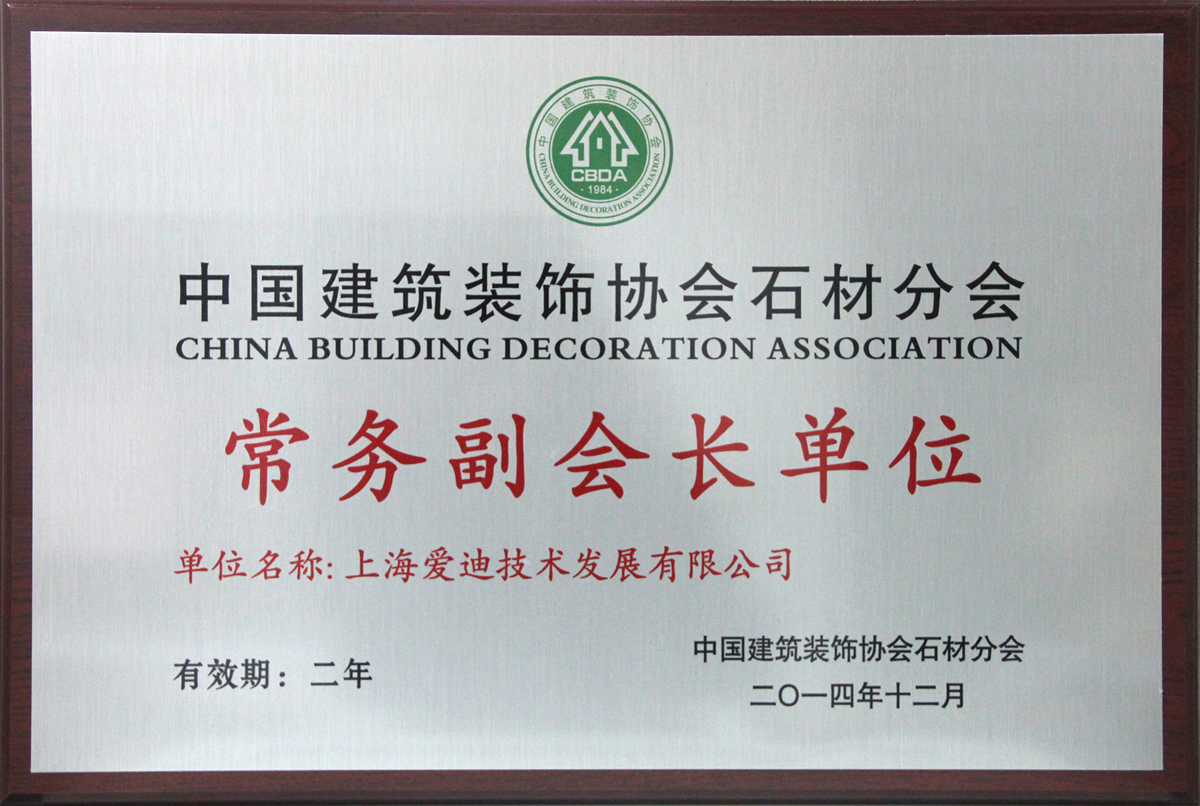 中国建筑装饰协会
CBDA
·1984·
CHINA BUILDING DECORATION ASSOCIATION
中国建筑装饰协会石材分会
CHINA BUILDING DECORATION ASSOCIATION
常务副会长单位
单位名称:上海爱迪技术发展有限公司
有效期：二年
中国建筑装饰协会石材分会
二〇一四年十二月